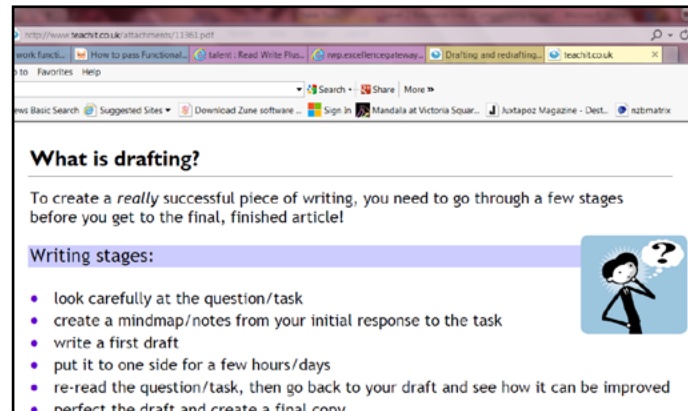 http://www.teachit.co.uk/attachments/11361.pdf
work functi... How to pass Functional... talent : Read Write Plus... rwp.excellencegateway... Drafting and redrafting... teachit.co.uk
to Favorites Help
Search Share More »
ews Basic Search Suggested Sites Download Zune software ... Sign In Mandala at Victoria Squar... Juxtapoz Magazine - Dest... nzbmatrix
What is drafting?
To create a really successful piece of writing, you need to go through a few stages
before you get to the final, finished article!
Writing stages:
?
• look carefully at the question/task
• create a mindmap/notes from your initial response to the task
• write a first draft
• put it to one side for a few hours/days
• re-read the question/task, then go back to your draft and see how it can be improved
• perfect the draft and create a final copy